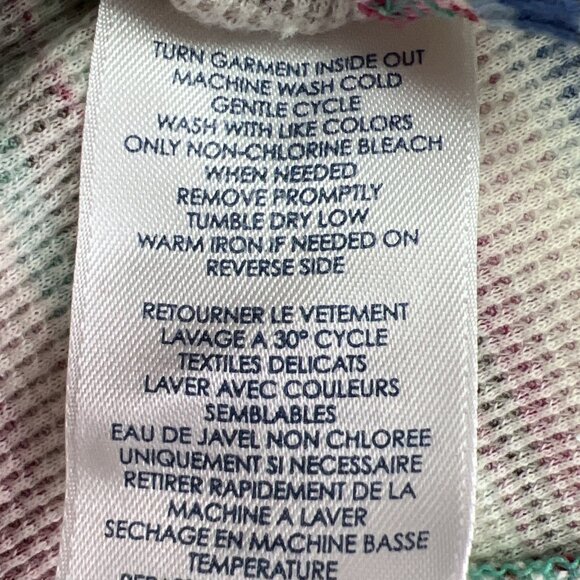 TURN GARMENT INSIDE OUT
MACHINE WASH COLD
GENTLE CYCLE
WASH WITH LIKE COLORS
ONLY NON-CHLORINE BLEACH
WHEN NEEDED
REMOVE PROMPTLY
TUMBLE DRY LOW
WARM IRON IF NEEDED ON
REVERSE SIDE
RETOURNER LE VETEMENT
LAVAGE A 30° CYCLE
TEXTILES DELICATS
LAVER AVEC COULEURS
SEMBLABLES
EAU DE JAVEL NON CHLOREE
UNIQUEMENT SI NECESSAIRE
RETIRER RAPIDEMENT DE LA
MACHINE A LAVER
SECHAGE EN MACHINE BASSE
TEMPERATURE